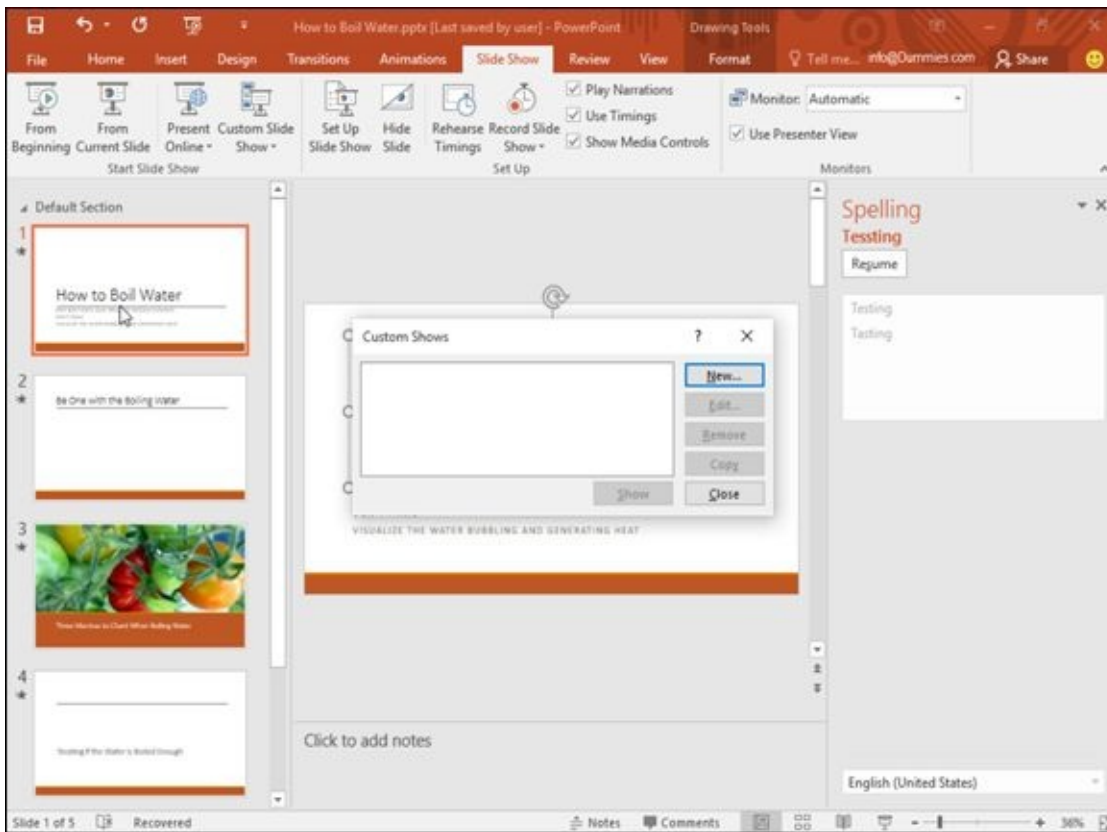 How to Boil Water.pptx [Last saved by user] - PowerPoint
Drawing Tools
File Home Insert Design Transitions Animations Slide Show Review View Format Tell me... info@Dummies.com Share
From Beginning
From Current Slide
Present Online
Custom Slide Show
Start Slide Show
Set Up Slide Show
Hide Slide
Rehearse Timings
Record Slide Show
Play Narrations
Use Timings
Show Media Controls
Set Up
Monitor: Automatic
Use Presenter View
Monitors
Default Section
1
How to Boil Water
2
Be One with the Boiling Water
3
4
Custom Shows ? X
New...
Edit...
Remove
Copy
Show
Close
VISUALIZE THE WATER BUBBLING AND GENERATING HEAT
Click to add notes
Spelling
Tessting
Resume
Testing
Tasting
English (United States)
Slide 1 of 5 Recovered Notes Comments 36%